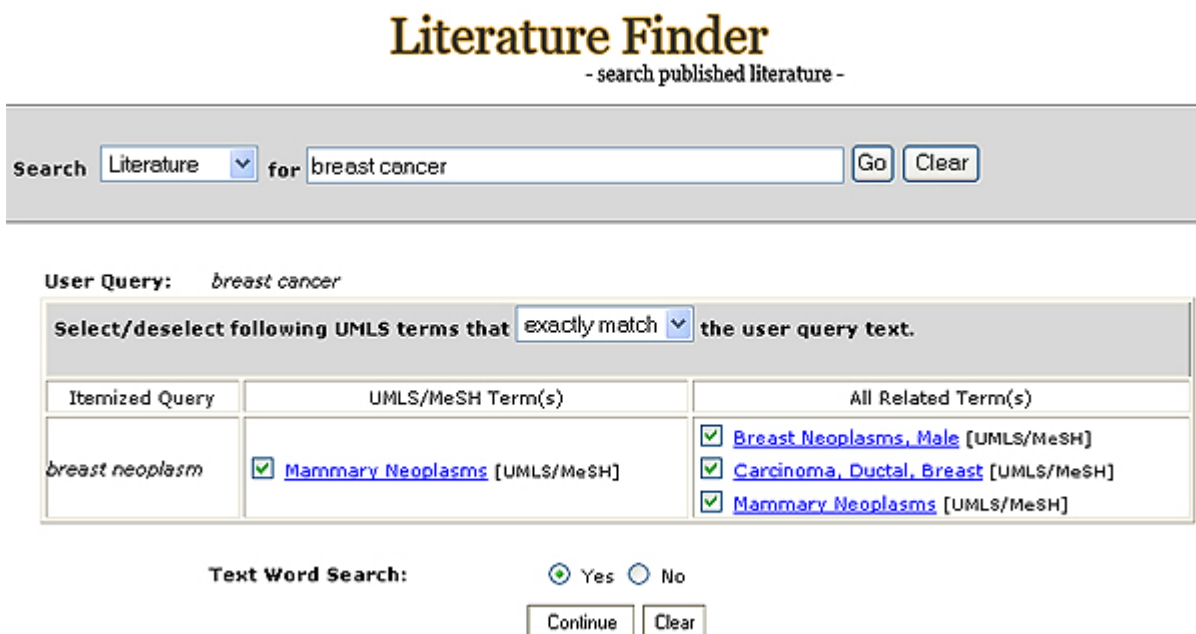 Literature Finder
- search published literature -
Search Literature for breast cancer Go Clear
User Query: breast cancer
Select/deselect following UMLS terms that exactly match the user query text.
Itemized Query UMLS/MeSH Term(s) All Related Term(s)
breast neoplasm Mammary Neoplasms [UMLS/MeSH]
Breast Neoplasms, Male [UMLS/MeSH]
Carcinoma, Ductal, Breast [UMLS/MeSH]
Mammary Neoplasms [UMLS/MeSH]
Text Word Search: Yes No
Continue Clear